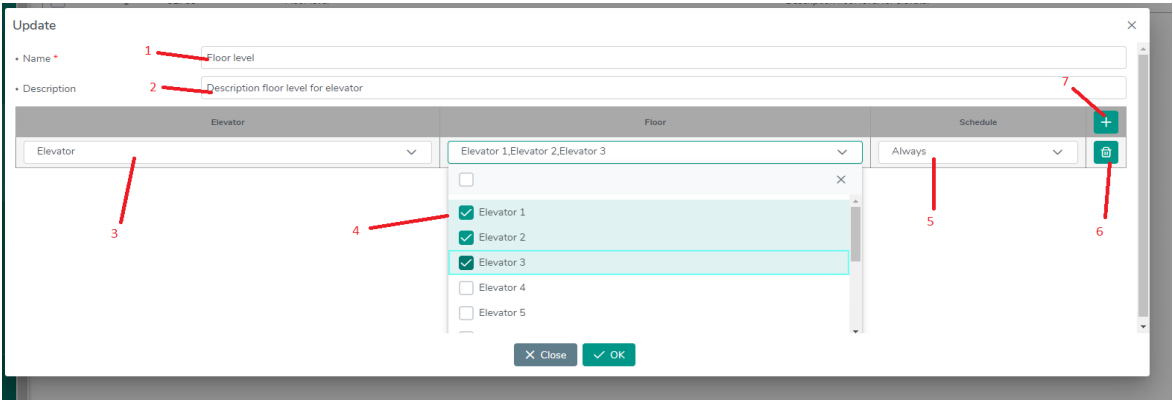 Update
1
• Name *
Floor level
• Description
2
Description floor level for elevator
7
Elevator
Floor
Schedule
Elevator
Elevator 1,Elevator 2,Elevator 3
Always
Elevator 1
Elevator 2
Elevator 3
Elevator 4
Elevator 5
3
4
5
6
Close
OK